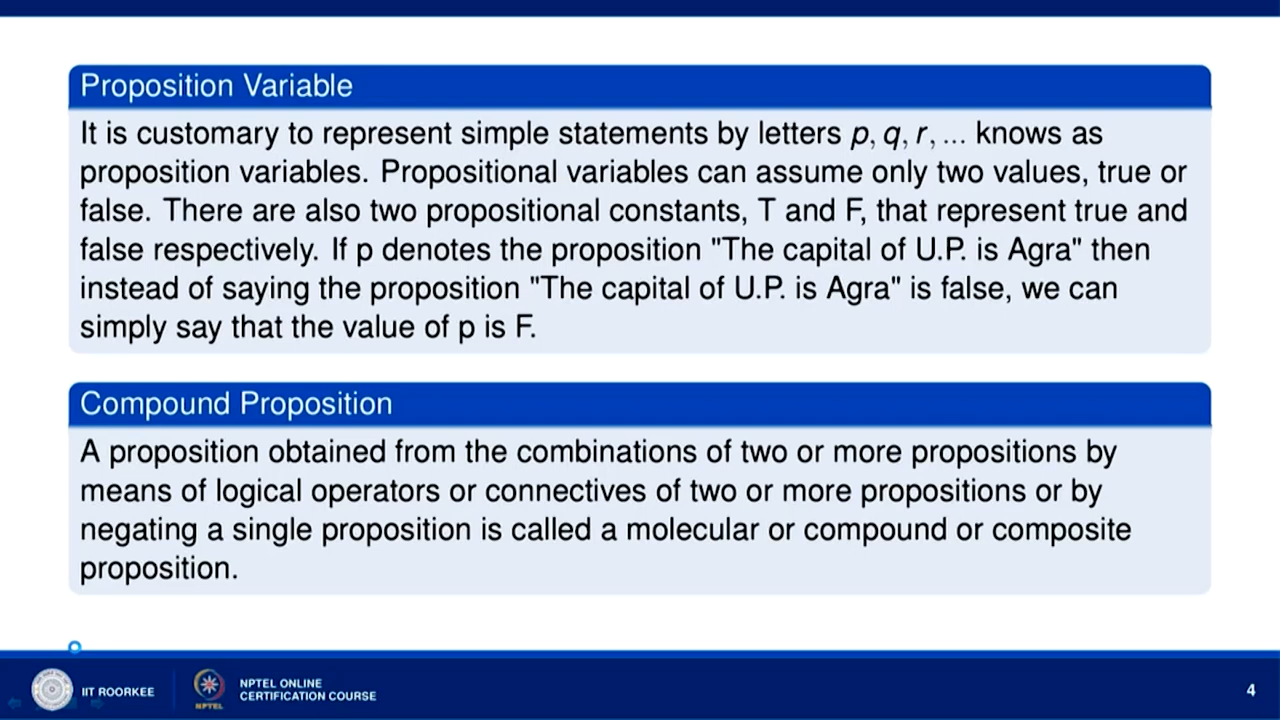 Proposition Variable
It is customary to represent simple statements by letters p, q, r, ... knows as
proposition variables. Propositional variables can assume only two values, true or
false. There are also two propositional constants, T and F, that represent true and
false respectively. If p denotes the proposition "The capital of U.P. is Agra" then
instead of saying the proposition "The capital of U.P. is Agra" is false, we can
simply say that the value of p is F.
Compound Proposition
A proposition obtained from the combinations of two or more propositions by
means of logical operators or connectives of two or more propositions or by
negating a single proposition is called a molecular or compound or composite
proposition.
IIT ROORKEE
NPTEL
NPTEL ONLINE
CERTIFICATION COURSE
4